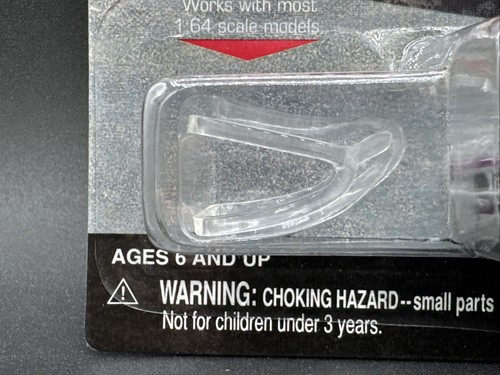 Works with most
1:64 scale models
AGES 6 AND UP
WARNING: CHOKING HAZARD--small parts
Not for children under 3 years.